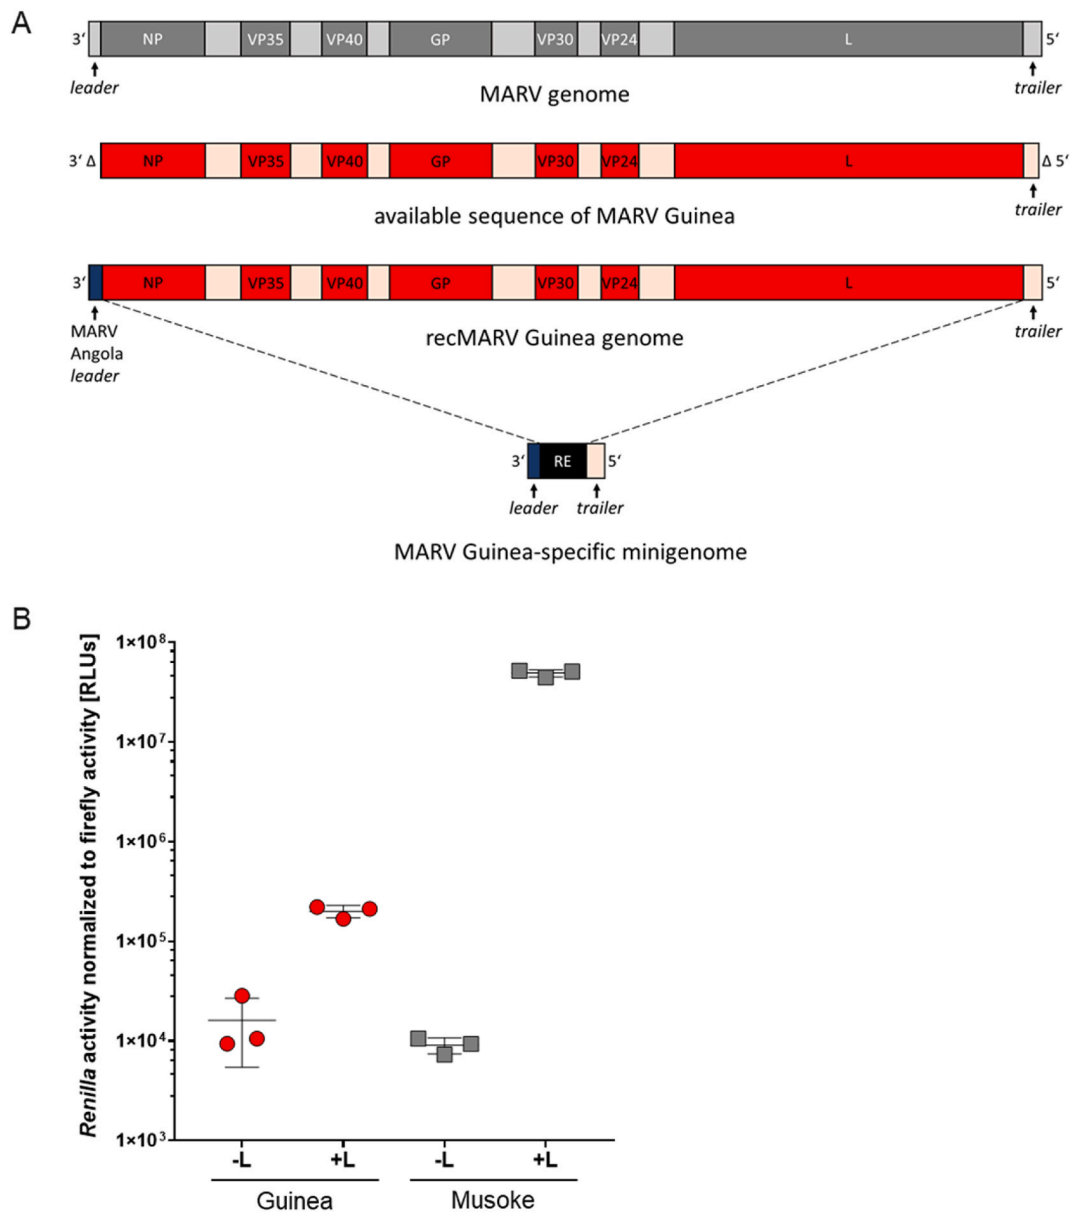 A
3‘ NP VP35 VP40 GP VP30 VP24 L 5‘
leader trailer
MARV genome
3‘ Δ NP VP35 VP40 GP VP30 VP24 L Δ 5‘
trailer
available sequence of MARV Guinea
3‘ NP VP35 VP40 GP VP30 VP24 L 5‘
MARV
Angola
leader
trailer
recMARV Guinea genome
3‘ RE 5‘
leader trailer
MARV Guinea-specific minigenome
B
Renilla activity normalized to firefly activity [RLUs]
1×10⁸
1×10⁷
1×10⁶
1×10⁵
1×10⁴
1×10³
-L +L -L +L
Guinea Musoke